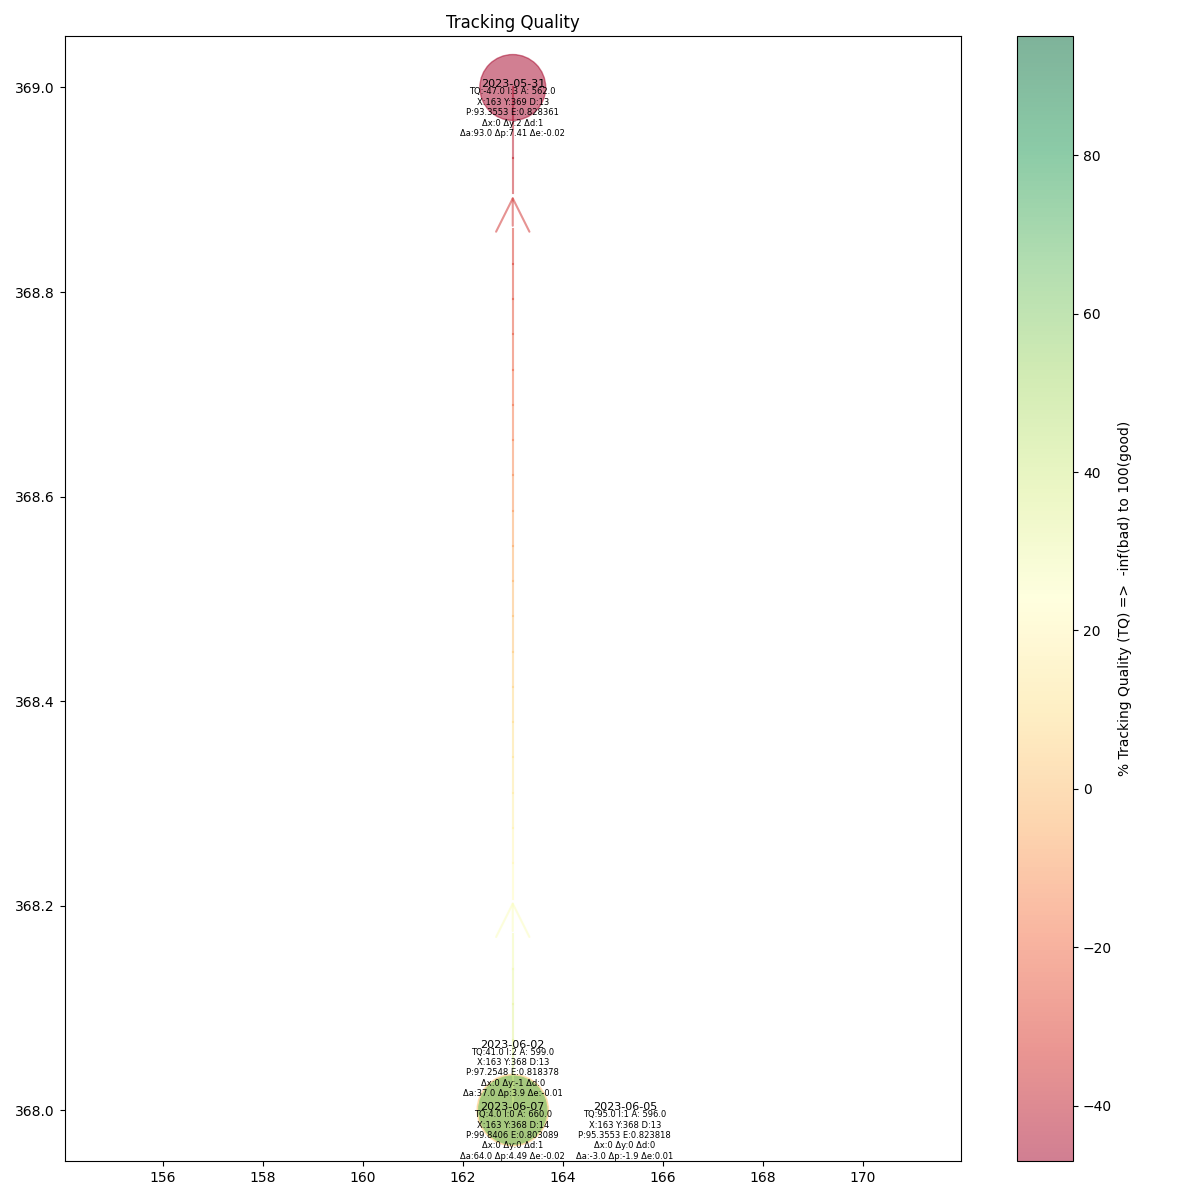 Tracking Quality
369.0
368.8
368.6
368.4
368.2
368.0
156
158
160
162
164
166
168
170
2023-05-31
TQ:-47.0 I:3 A: 562.0
X:163 Y:369 D:13
P:93.3553 E:0.828361
Δx:0 Δy:2 Δd:1
Δa:93.0 Δp:7.41 Δe:-0.02
2023-06-02
TQ:41.0 I:2 A: 599.0
X:163 Y:368 D:13
P:97.2548 E:0.818378
Δx:0 Δy:-1 Δd:0
Δa:37.0 Δp:3.9 Δe:-0.01
2023-06-07
TQ:4.0 I:0 A: 660.0
X:163 Y:368 D:14
P:99.8406 E:0.803089
Δx:0 Δy:0 Δd:1
Δa:64.0 Δp:4.49 Δe:-0.02
2023-06-05
TQ:95.0 I:1 A: 596.0
X:163 Y:368 D:13
P:95.3553 E:0.823818
Δx:0 Δy:0 Δd:0
Δa:-3.0 Δp:-1.9 Δe:0.01
80
60
40
20
0
−20
−40
% Tracking Quality (TQ) => -inf(bad) to 100(good)